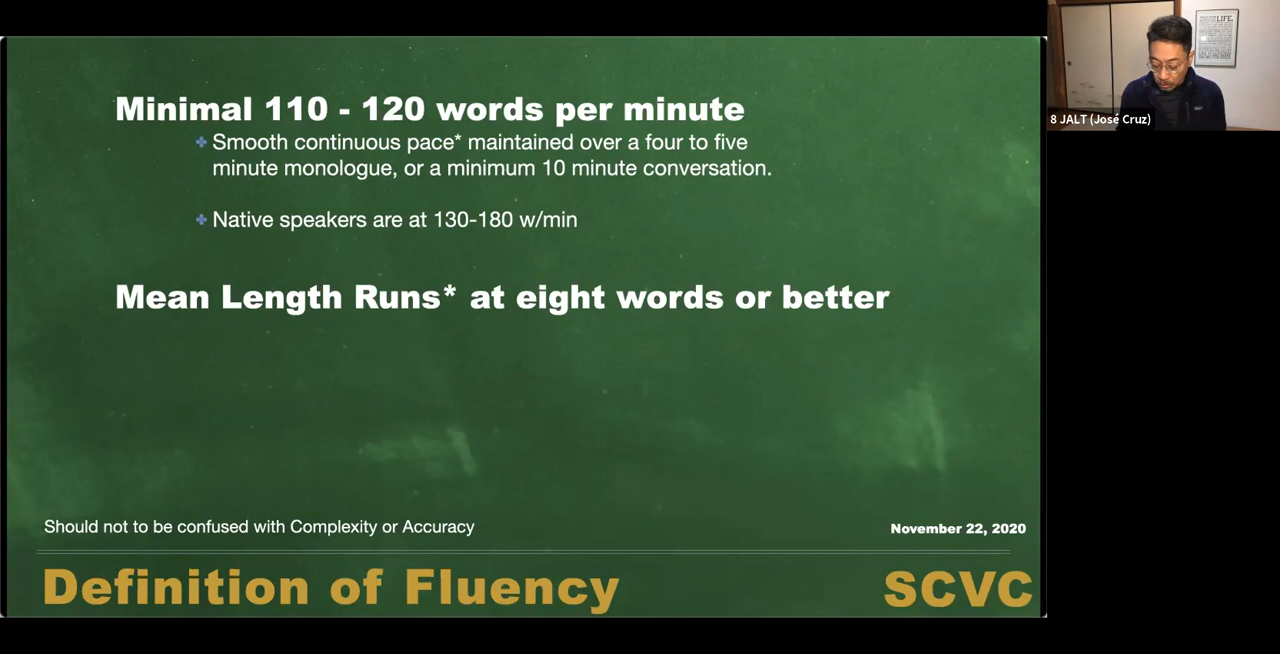 Minimal 110 - 120 words per minute
Smooth continuous pace* maintained over a four to five
minute monologue, or a minimum 10 minute conversation.
Native speakers are at 130-180 w/min
Mean Length Runs* at eight words or better
Should not to be confused with Complexity or Accuracy
November 22, 2020
Definition of Fluency
SCVC
LIFE.
8 JALT (José Cruz)